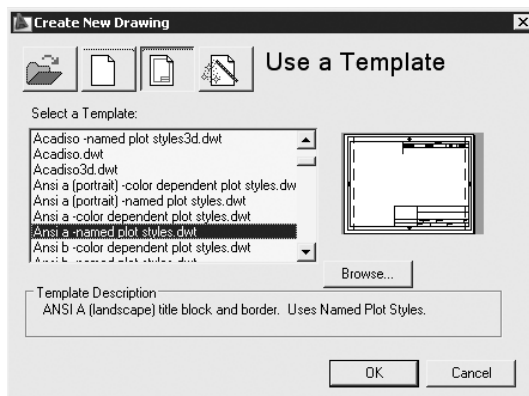 Create New Drawing
Use a Template
Select a Template:
Acadiso -named plot styles3d.dwt
Acadiso.dwt
Acadiso3d.dwt
Ansi a (portrait) -color dependent plot styles.dw
Ansi a (portrait) -named plot styles.dwt
Ansi a -color dependent plot styles.dwt
Ansi a -named plot styles.dwt
Ansi b -color dependent plot styles.dwt
Browse...
Template Description
ANSI A (landscape) title block and border. Uses Named Plot Styles.
OK
Cancel